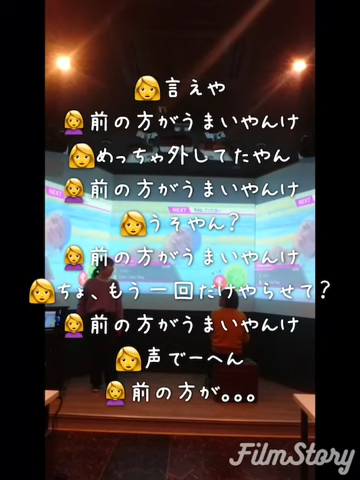 言えや
前の方がうまいやんけ
めっちゃ外してたやん
前の方がうまいやんけ
うそやん?
前の方がうまいやんけ
ちょ、もう一回だけやらせて?
前の方がうまいやんけ
声でーへん
前の方が。。。
NEXT
NEXT
NEXT
FilmStory